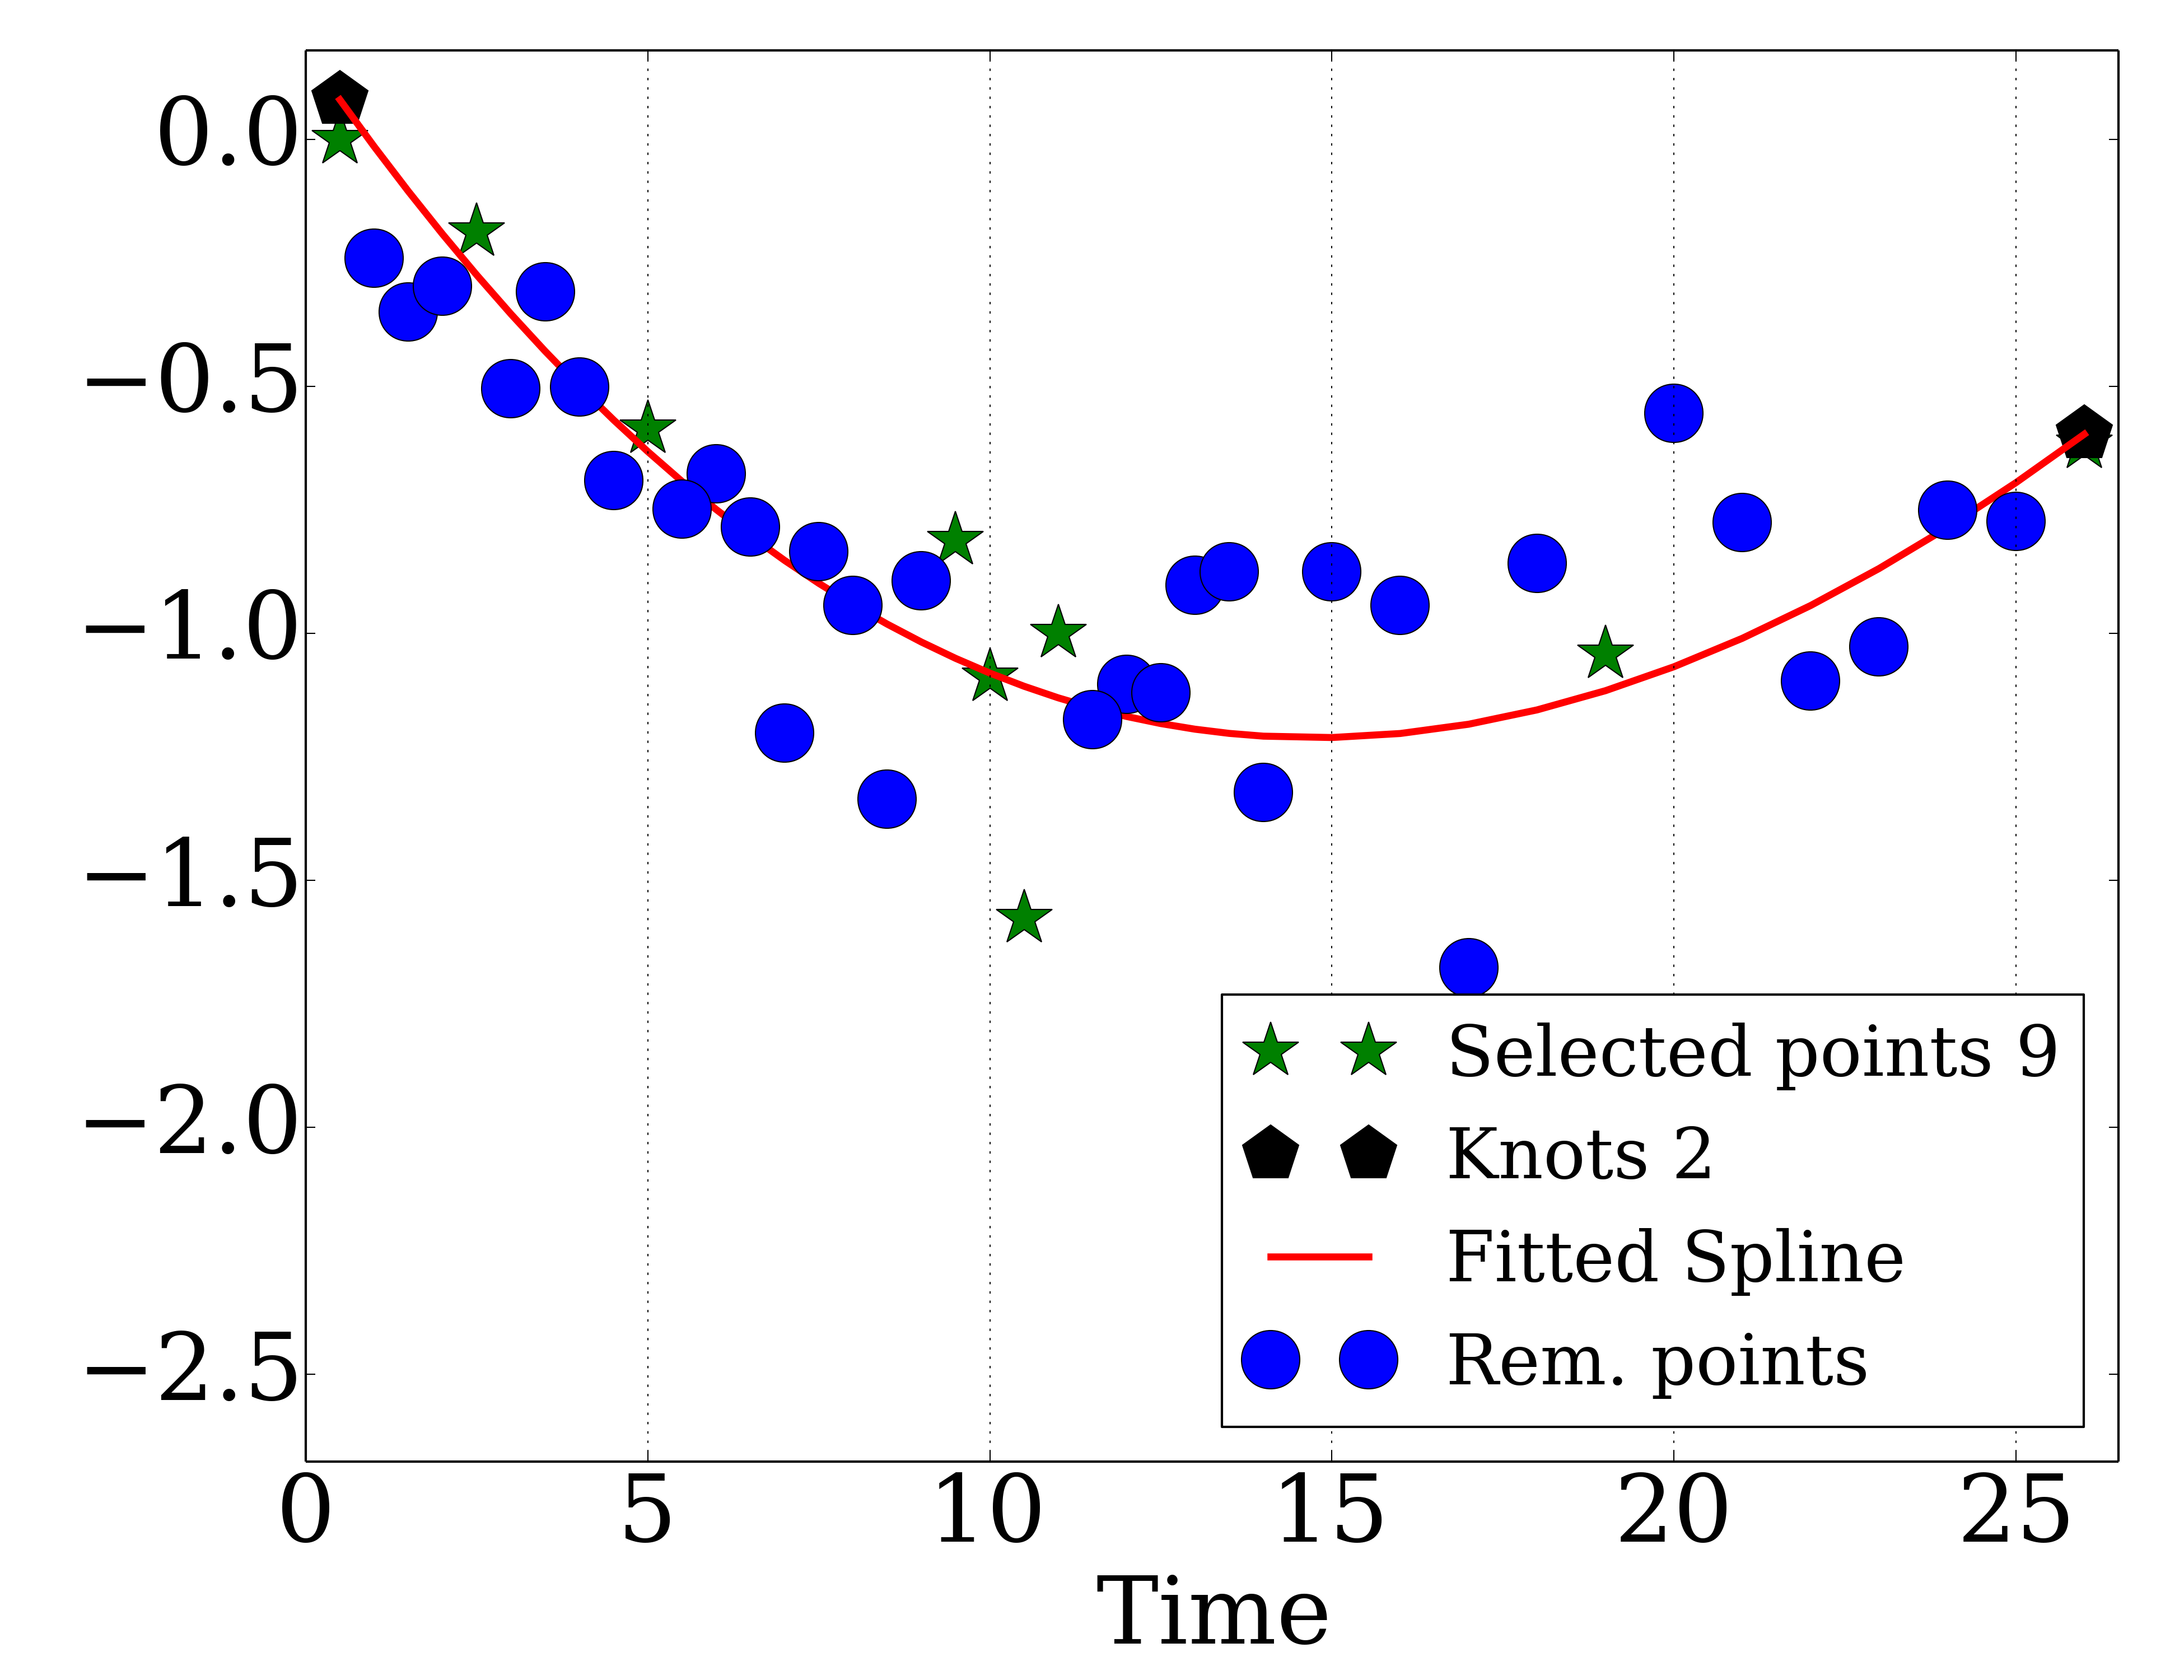 0.0
−0.5
−1.0
−1.5
−2.0
−2.5
Selected points 9
Knots 2
Fitted Spline
Rem. points
0 5 10 15 20 25
Time